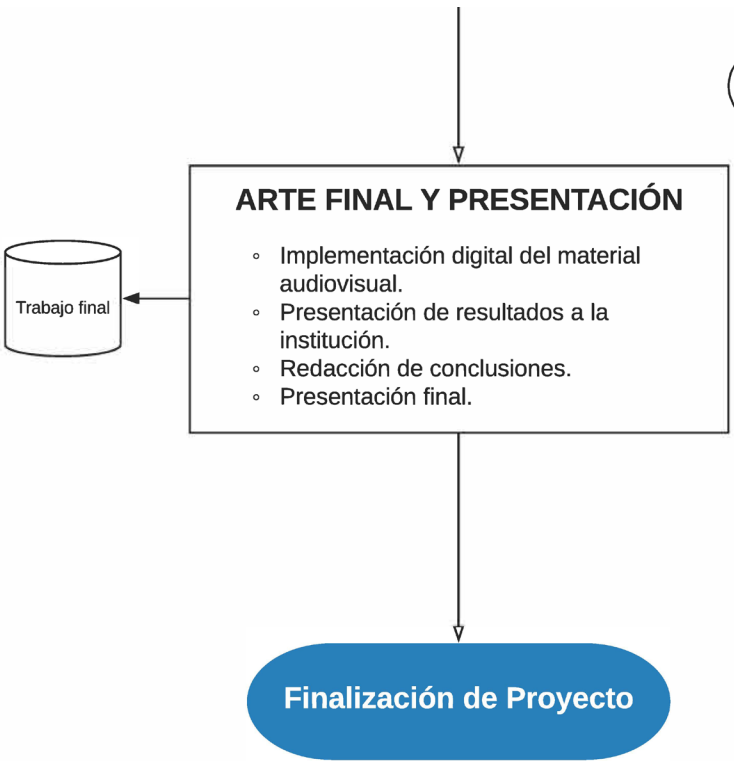 ARTE FINAL Y PRESENTACIÓN
◦ Implementación digital del material
audiovisual.
◦ Presentación de resultados a la
institución.
◦ Redacción de conclusiones.
◦ Presentación final.
Trabajo final
Finalización de Proyecto